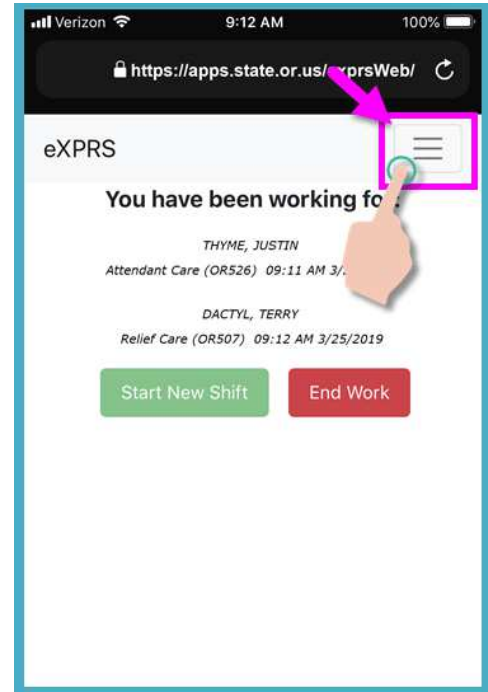 Verizon 9:12 AM 100%
https://apps.state.or.us/exprsWeb/
eXPRS
You have been working
THYME, JUSTIN
Attendant Care (OR526) 09:11 AM
DACTYL, TERRY
Relief Care (OR507) 09:12 AM 3/25/2019
Start New Shift End Work